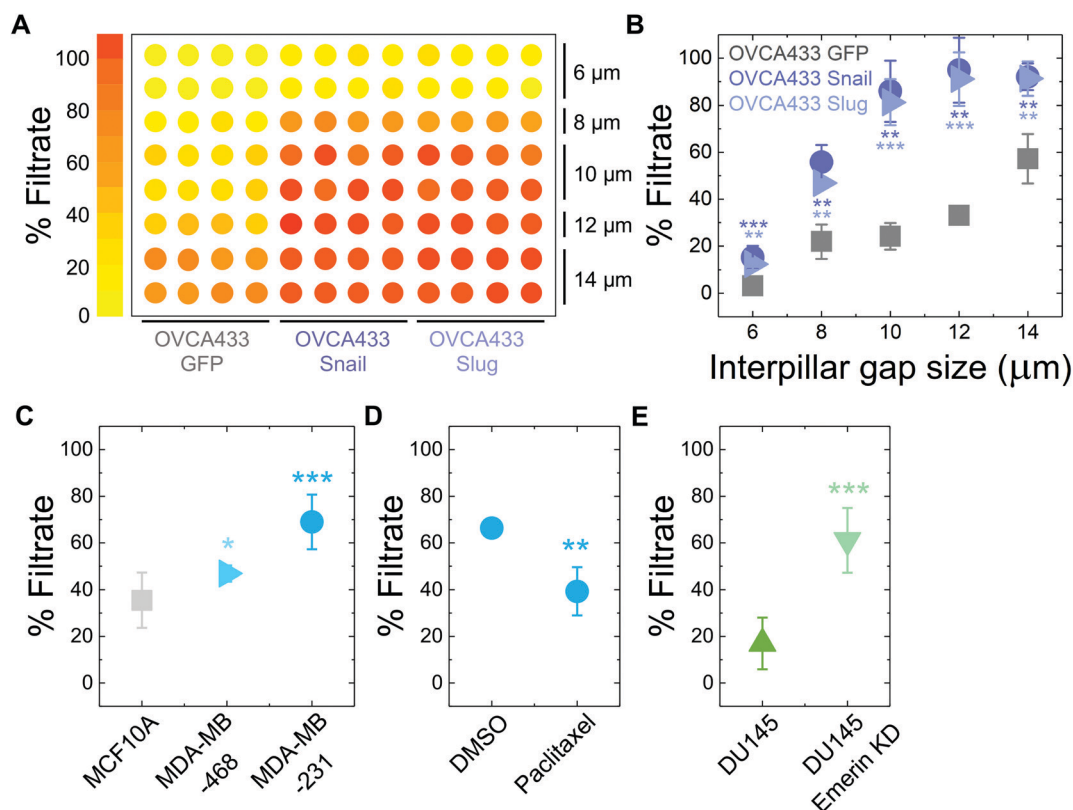 A
% Filtrate
100
80
60
40
20
0
6 µm
8 µm
10 µm
12 µm
14 µm
OVCA433
GFP
OVCA433
Snail
OVCA433
Slug
B
% Filtrate
100
80
60
40
20
0
OVCA433 GFP
OVCA433 Snail
OVCA433 Slug
***
**
**
**
**
***
**
***
**
**
6 8 10 12 14
Interpillar gap size (µm)
C
% Filtrate
100
80
60
40
20
0
*
***
MCF10A
MDA-MB
-468
MDA-MB
-231
D
% Filtrate
100
80
60
40
20
0
**
DMSO
Paclitaxel
E
% Filtrate
100
80
60
40
20
0
***
DU145
DU145
Emerin KD